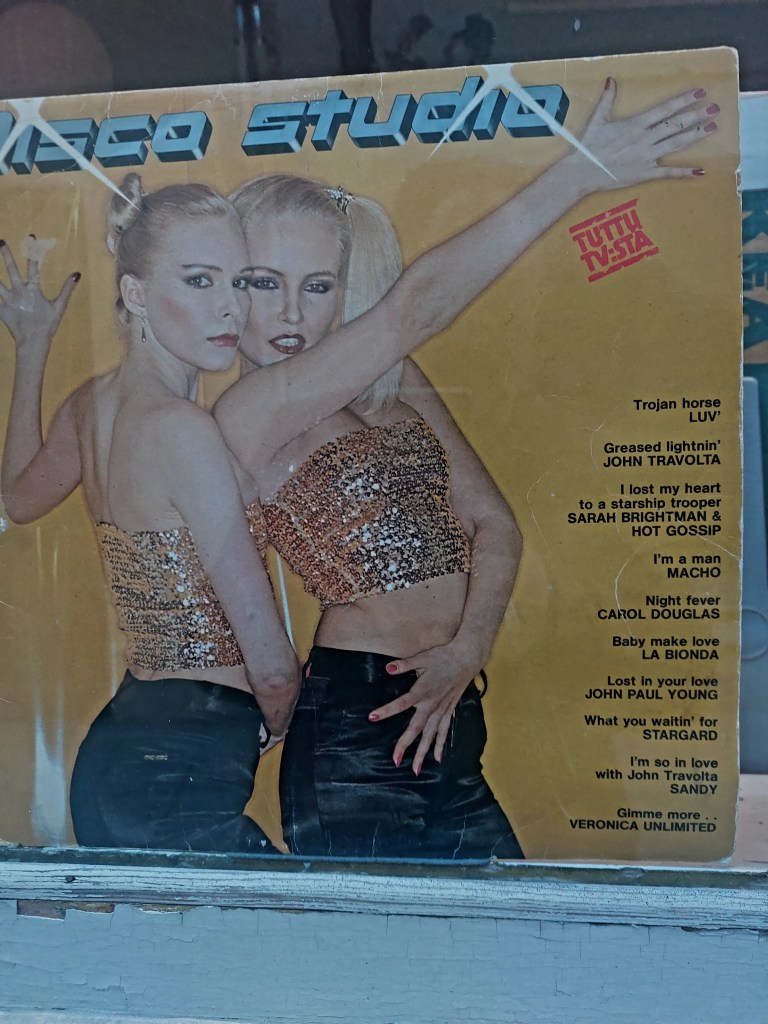 Disco studio
TUTTU
TV-STÄ
Trojan horse
LUV'
Greased lightnin'
JOHN TRAVOLTA
I lost my heart
to a starship trooper
SARAH BRIGHTMAN &
HOT GOSSIP
I'm a man
MACHO
Night fever
CAROL DOUGLAS
Baby make love
LA BIONDA
Lost in your love
JOHN PAUL YOUNG
What you waitin' for
STARGARD
I'm so in love
with John Travolta
SANDY
Gimme more . .
VERONICA UNLIMITED